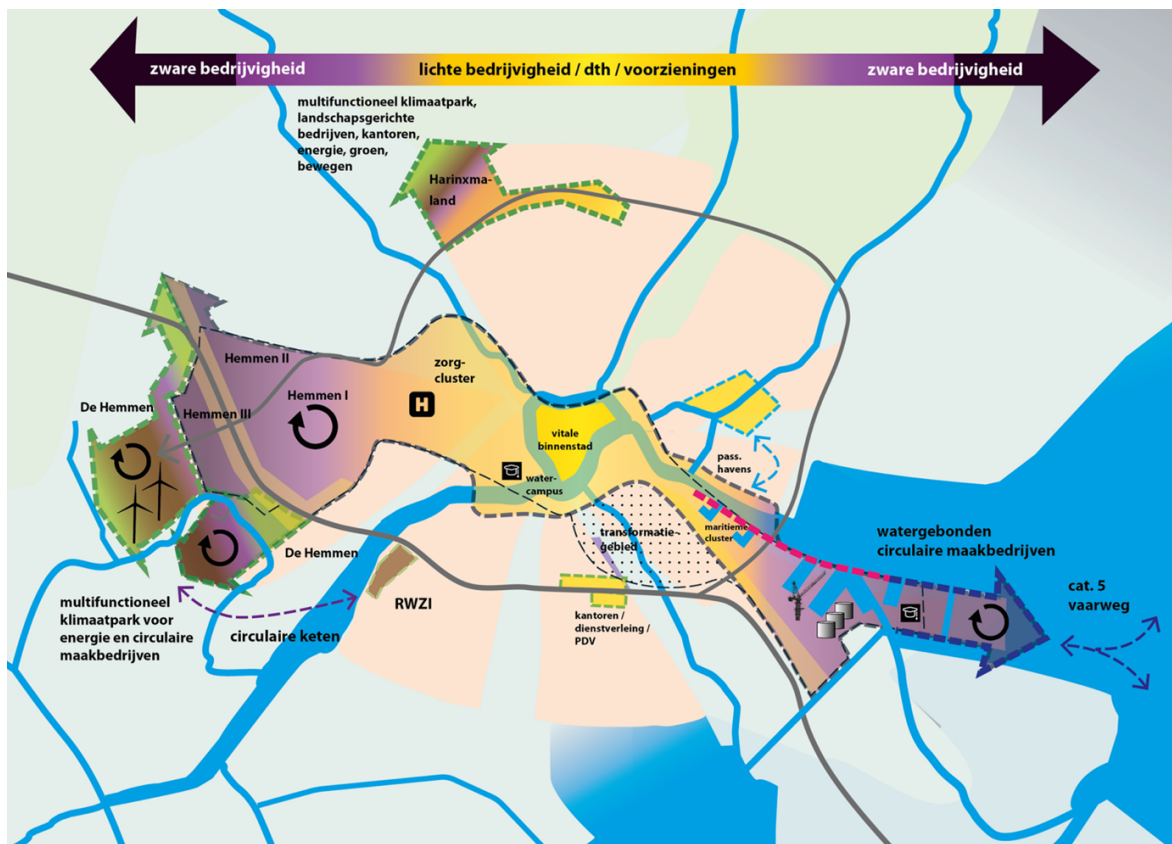 zware bedrijvigheid
lichte bedrijvigheid / dth / voorzieningen
zware bedrijvigheid
multifunctioneel klimaatpark,
landschapsgerichte
bedrijven, kantoren,
energie, groen,
bewegen
Harinxma-
land
Hemmen II
zorg-
cluster
H
Hemmen I
De Hemmen
Hemmen III
vitale
binnenstad
water-
campus
pass.
havens
maritieme
cluster
transformatie-
gebied
watergebonden
circulaire maakbedrijven
De Hemmen
cat. 5
vaarweg
RWZI
multifunctioneel
klimaatpark voor
energie en circulaire
maakbedrijven
circulaire keten
kantoren /
dienstverleing /
PDV